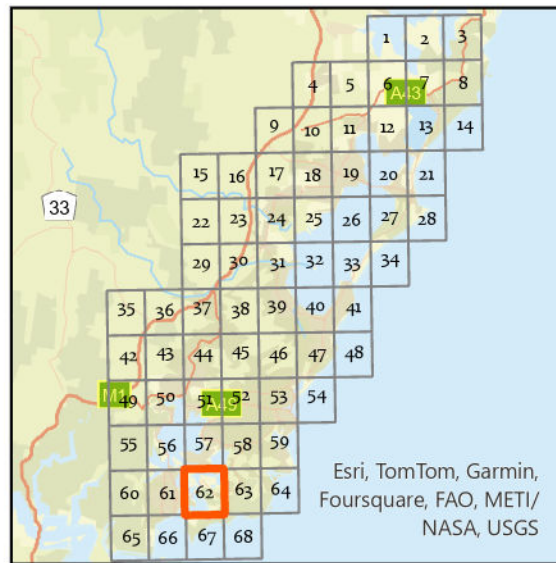 1 2 3
4 5 6 7 8
A43
9 10 11 12 13 14
15 16 17 18 19 20 21
33
22 23 24 25 26 27 28
29 30 31 32 33 34
35 36 37 38 39 40 41
42 43 44 45 46 47 48
M1
49 50 51 52 53 54
A49
55 56 57 58 59
60 61 62 63 64
65 66 67 68
Esri, TomTom, Garmin,
Foursquare, FAO, METI/
NASA, USGS